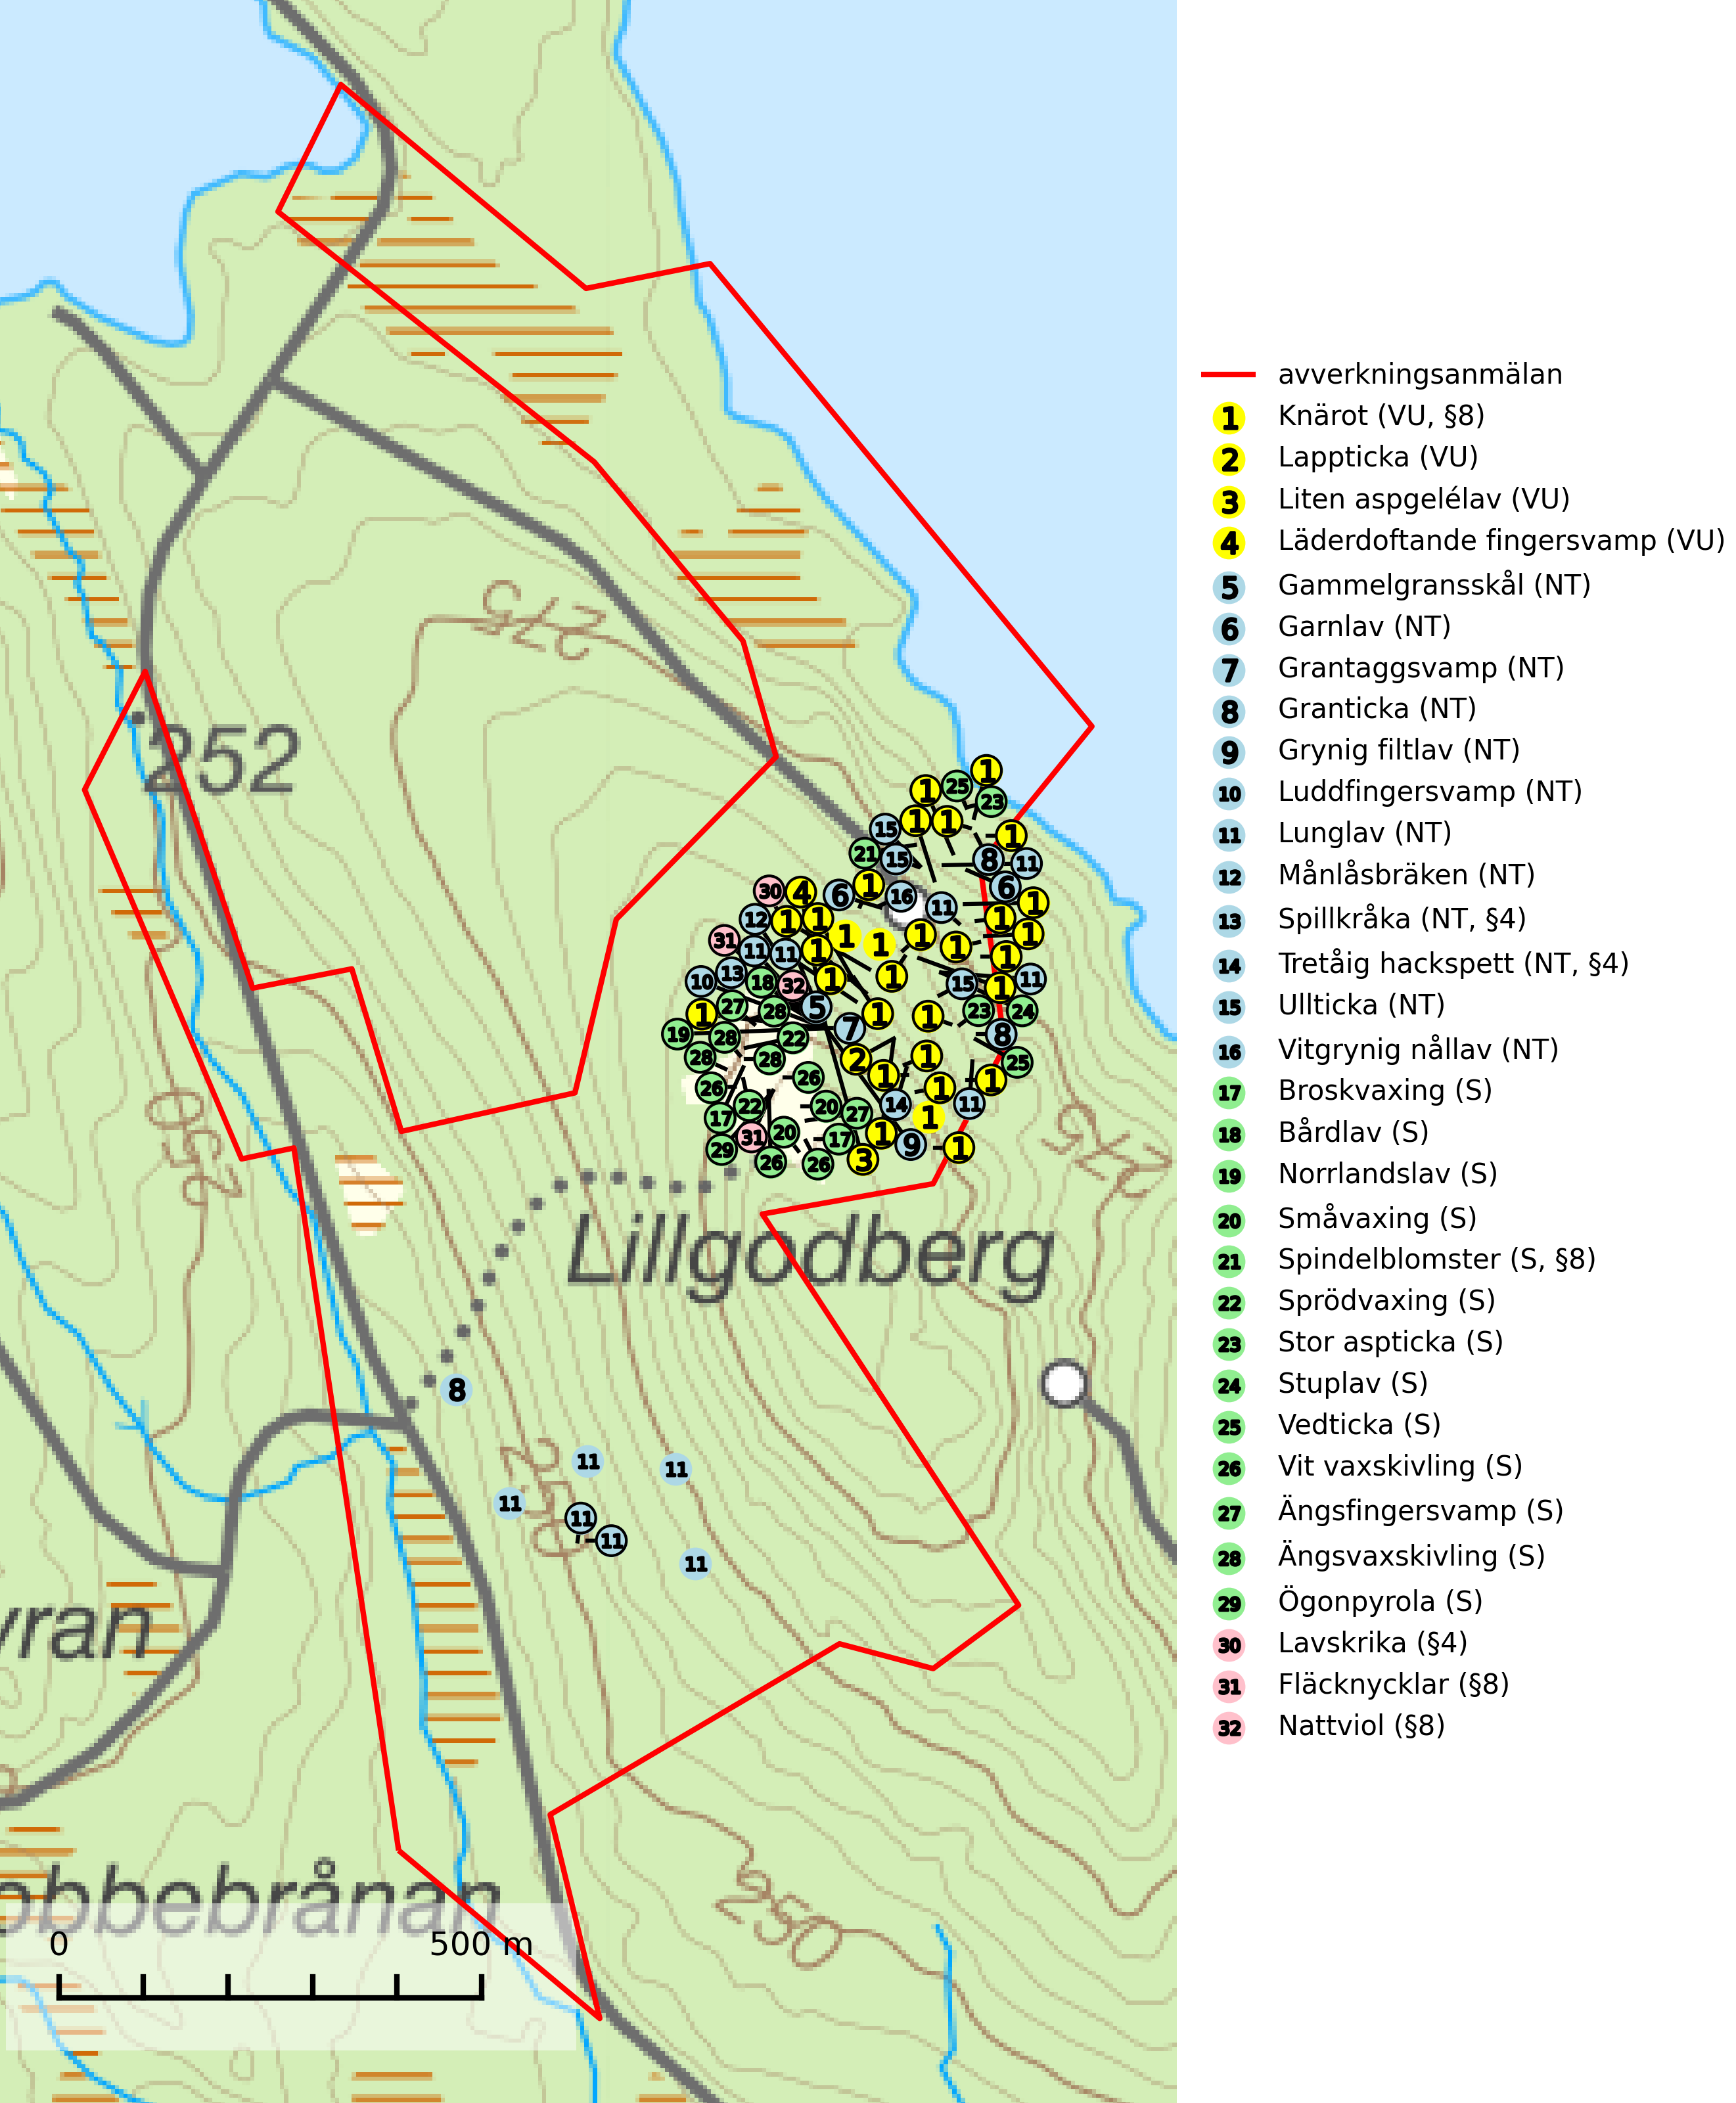 275
252
250
275
Lillgodberg
250
yran
obbebrånan
250
0 500 m
avverkningsanmälan
1 Knärot (VU, §8)
2 Lappticka (VU)
3 Liten aspgelélav (VU)
4 Läderdoftande fingersvamp (VU)
5 Gammelgransskål (NT)
6 Garnlav (NT)
7 Grantaggsvamp (NT)
8 Granticka (NT)
9 Grynig filtlav (NT)
10 Luddfingersvamp (NT)
11 Lunglav (NT)
12 Månlåsbräken (NT)
13 Spillkråka (NT, §4)
14 Tretåig hackspett (NT, §4)
15 Ullticka (NT)
16 Vitgrynig nållav (NT)
17 Broskvaxing (S)
18 Bårdlav (S)
19 Norrlandslav (S)
20 Småvaxing (S)
21 Spindelblomster (S, §8)
22 Sprödvaxing (S)
23 Stor aspticka (S)
24 Stuplav (S)
25 Vedticka (S)
26 Vit vaxskivling (S)
27 Ängsfingersvamp (S)
28 Ängsvaxskivling (S)
29 Ögonpyrola (S)
30 Lavskrika (§4)
31 Fläcknycklar (§8)
32 Nattviol (§8)